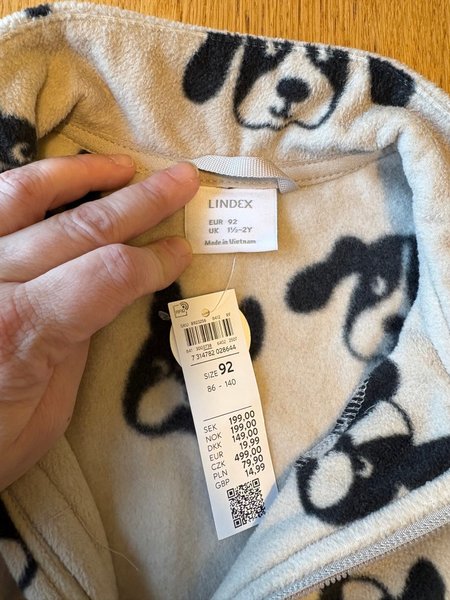 LINDEX
EUR 92
UK 1½-2Y
Made in Vietnam
7 314782 028644
SIZE 92
86 - 140
SEK 199.00
NOK 199.00
DKK 149.00
EUR 19.99
CZK 499.00
PLN 79.90
GBP 14.99